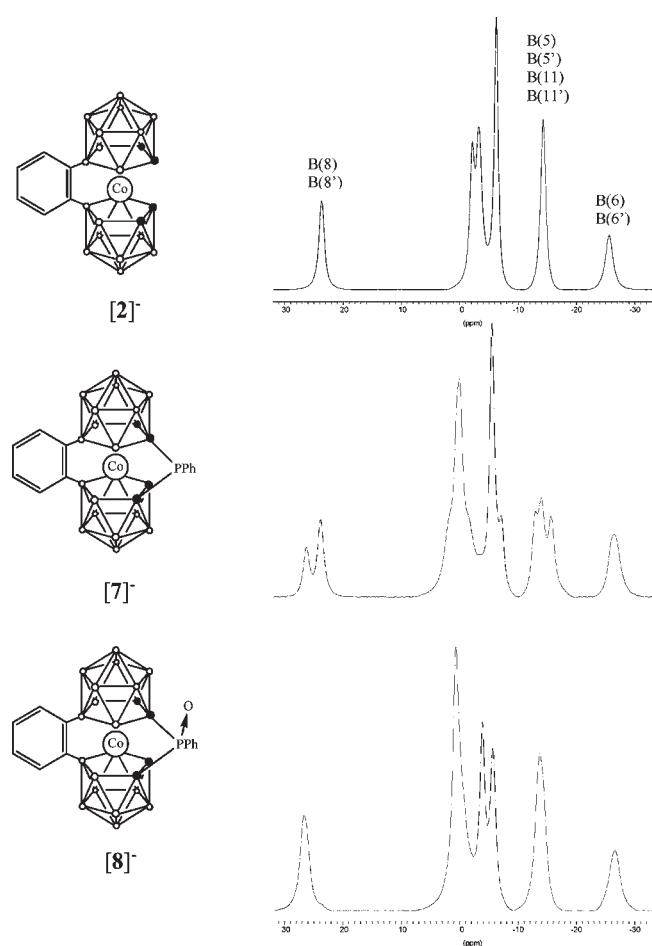 B(5)
B(5')
B(11)
B(11')
B(8)
B(8')
B(6)
B(6')
Co
[2]-
30 20 10 0 -10 -20 -30
(ppm)
Co
PPh
[7]-
O
Co
PPh
[8]-
30 20 10 0 -10 -20 -30
(ppm)